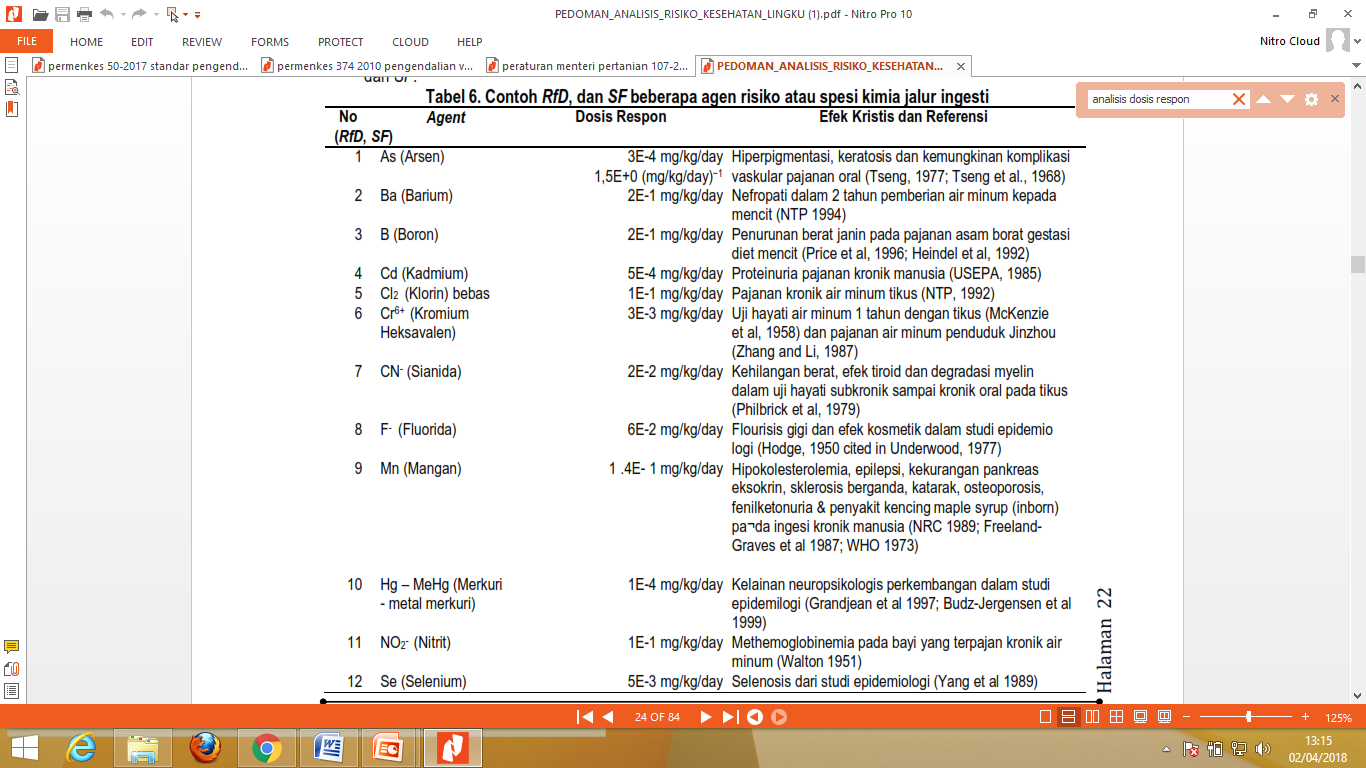 PEDOMAN_ANALISIS_RISIKO_KESEHATAN_LINGKU (1).pdf - Nitro Pro 10
FILE HOME EDIT REVIEW FORMS PROTECT CLOUD HELP Nitro Cloud
permenkes 50-2017 standar pengend... permenkes 374 2010 pengendalian v... peraturan menteri pertanian 107-2... PEDOMAN_ANALISIS_RISIKO_KESEHATAN...
analisis dosis respon
dan SF.
Tabel 6. Contoh RfD, dan SF beberapa agen risiko atau spesi kimia jalur ingesti
No Agent Dosis Respon Efek Kristis dan Referensi
(RfD, SF)
1 As (Arsen) 3E-4 mg/kg/day Hiperpigmentasi, keratosis dan kemungkinan komplikasi
1,5E+0 (mg/kg/day)⁻¹ vaskular pajanan oral (Tseng, 1977; Tseng et al., 1968)
2 Ba (Barium) 2E-1 mg/kg/day Nefropati dalam 2 tahun pemberian air minum kepada
mencit (NTP 1994)
3 B (Boron) 2E-1 mg/kg/day Penurunan berat janin pada pajanan asam borat gestasi
diet mencit (Price et al, 1996; Heindel et al, 1992)
4 Cd (Kadmium) 5E-4 mg/kg/day Proteinuria pajanan kronik manusia (USEPA, 1985)
5 Cl₂ (Klorin) bebas 1E-1 mg/kg/day Pajanan kronik air minum tikus (NTP, 1992)
6 Cr⁶⁺ (Kromium 3E-3 mg/kg/day Uji hayati air minum 1 tahun dengan tikus (McKenzie
Heksavalen) et al, 1958) dan pajanan air minum penduduk Jinzhou
(Zhang and Li, 1987)
7 CN⁻ (Sianida) 2E-2 mg/kg/day Kehilangan berat, efek tiroid dan degradasi myelin
dalam uji hayati subkronik sampai kronik oral pada tikus
(Philbrick et al, 1979)
8 F⁻ (Fluorida) 6E-2 mg/kg/day Flourisis gigi dan efek kosmetik dalam studi epidemio
logi (Hodge, 1950 cited in Underwood, 1977)
9 Mn (Mangan) 1 .4E- 1 mg/kg/day Hipokolesterolemia, epilepsi, kekurangan pankreas
eksokrin, sklerosis berganda, katarak, osteoporosis,
fenilketonuria & penyakit kencing maple syrup (inborn)
pa¬da ingesi kronik manusia (NRC 1989; Freeland-
Graves et al 1987; WHO 1973)
10 Hg – MeHg (Merkuri 1E-4 mg/kg/day Kelainan neuropsikologis perkembangan dalam studi
- metal merkuri) epidemilogi (Grandjean et al 1997; Budz-Jergensen et al
1999)
11 NO₂⁻ (Nitrit) 1E-1 mg/kg/day Methemoglobinemia pada bayi yang terpajan kronik air
minum (Walton 1951)
12 Se (Selenium) 5E-3 mg/kg/day Selenosis dari studi epidemiologi (Yang et al 1989)
Halaman 22
24 OF 84
125%
13:15
02/04/2018